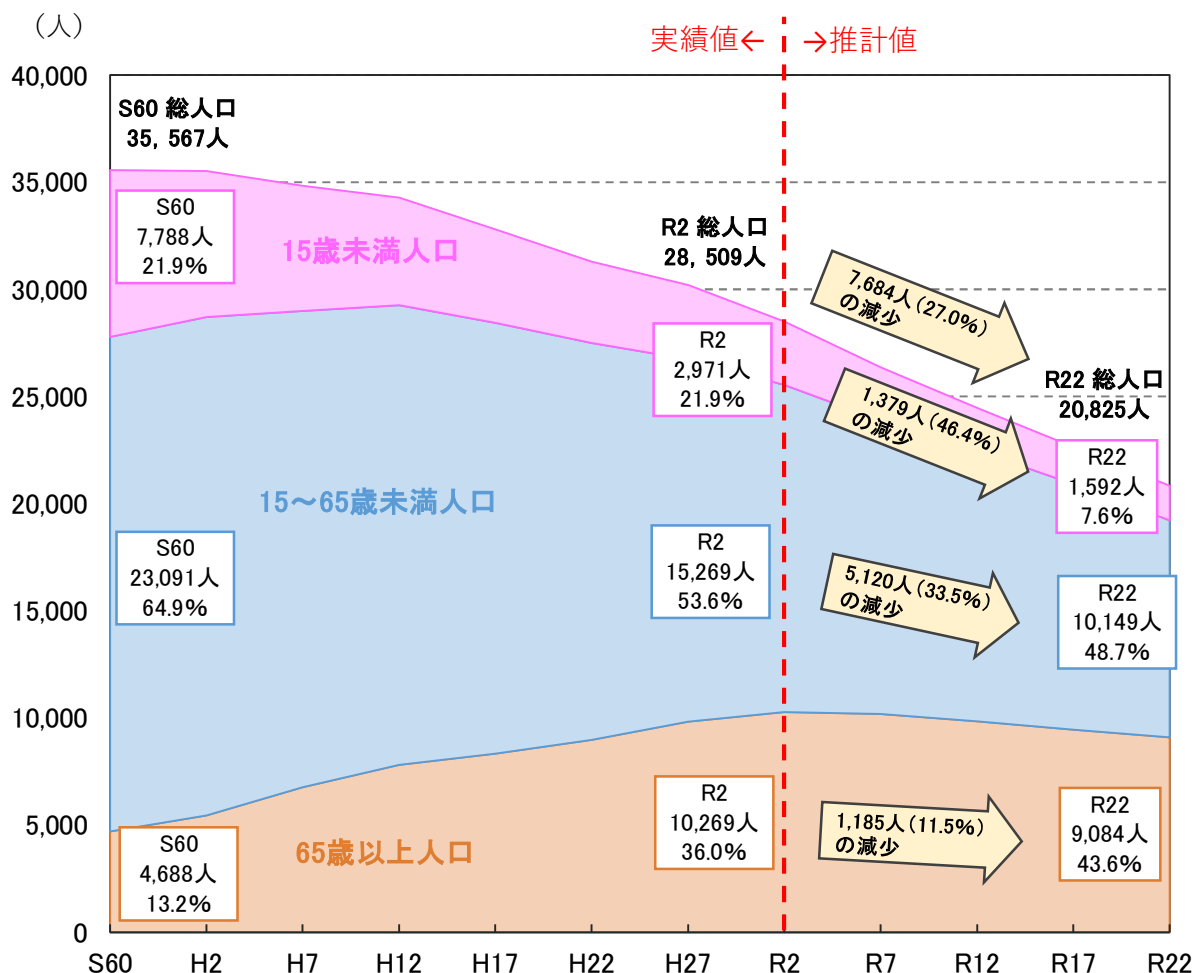 （人）
実績値←
→推計値
40,000
35,000
30,000
25,000
20,000
15,000
10,000
5,000
0
S60 総人口
35, 567人
R2 総人口
28, 509人
R22 総人口
20,825人
15歳未満人口
S60
7,788人
21.9%
R2
2,971人
21.9%
R22
1,592人
7.6%
7,684人（27.0%）
の減少
1,379人（46.4%）
の減少
15～65歳未満人口
S60
23,091人
64.9%
R2
15,269人
53.6%
5,120人（33.5%）
の減少
R22
10,149人
48.7%
65歳以上人口
S60
4,688人
13.2%
R2
10,269人
36.0%
1,185人（11.5%）
の減少
R22
9,084人
43.6%
S60 H2 H7 H12 H17 H22 H27 R2 R7 R12 R17 R22